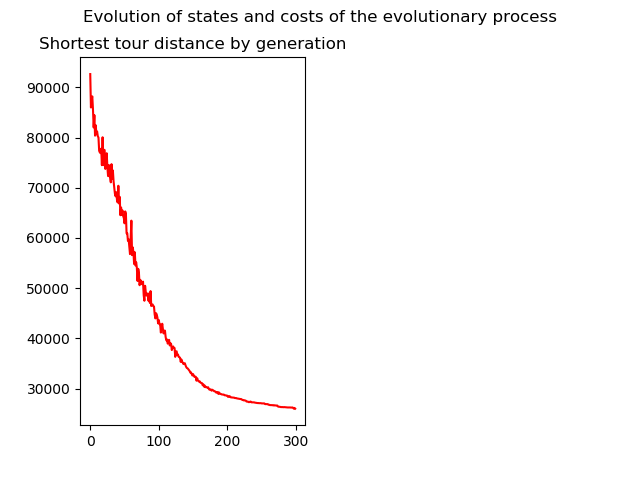 Evolution of states and costs of the evolutionary process
Shortest tour distance by generation
90000
80000
70000
60000
50000
40000
30000
0 100 200 300